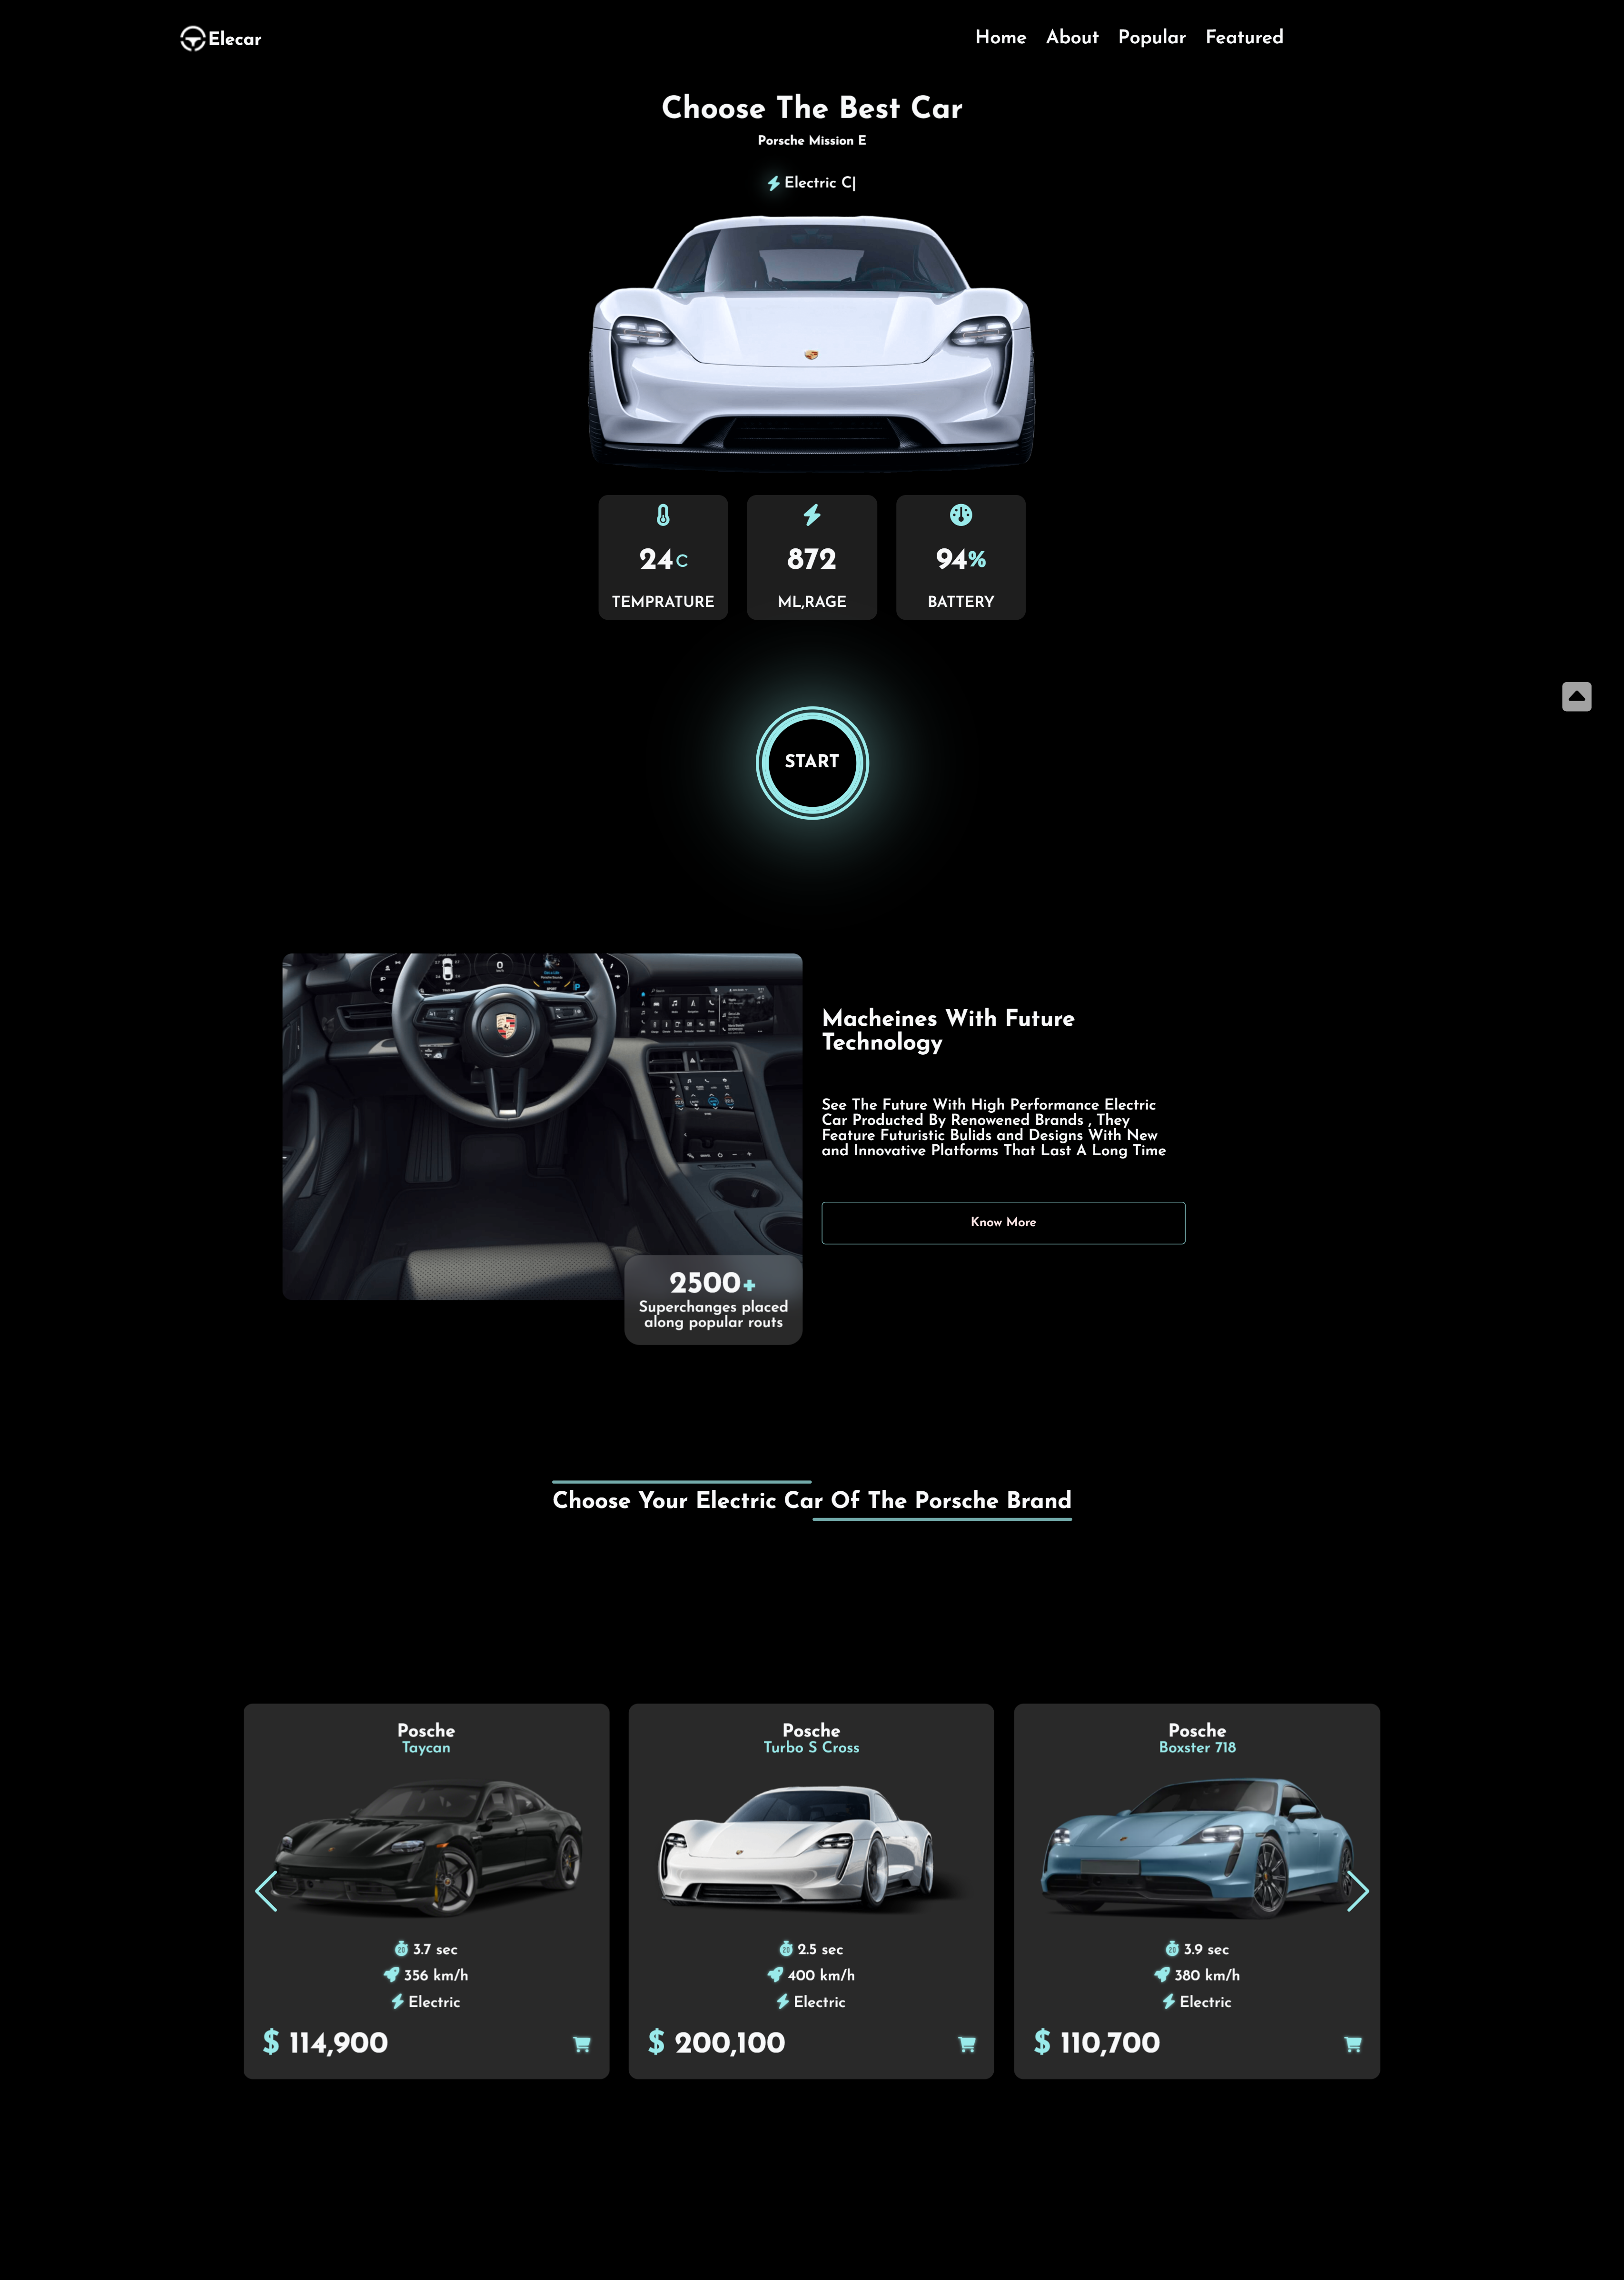 Elecar
Home About Popular Featured
Choose The Best Car
Porsche Mission E
Electric C|
24 C
TEMPRATURE
872
ML,RAGE
94%
BATTERY
START
Macheines With Future
Technology
See The Future With High Performance Electric
Car Producted By Renowened Brands , They
Feature Futuristic Bulids and Designs With New
and Innovative Platforms That Last A Long Time
Know More
2500+
Superchanges placed
along popular routs
Choose Your Electric Car Of The Porsche Brand
Posche
Taycan
3.7 sec
356 km/h
Electric
$ 114,900
Posche
Turbo S Cross
2.5 sec
400 km/h
Electric
$ 200,100
Posche
Boxster 718
3.9 sec
380 km/h
Electric
$ 110,700